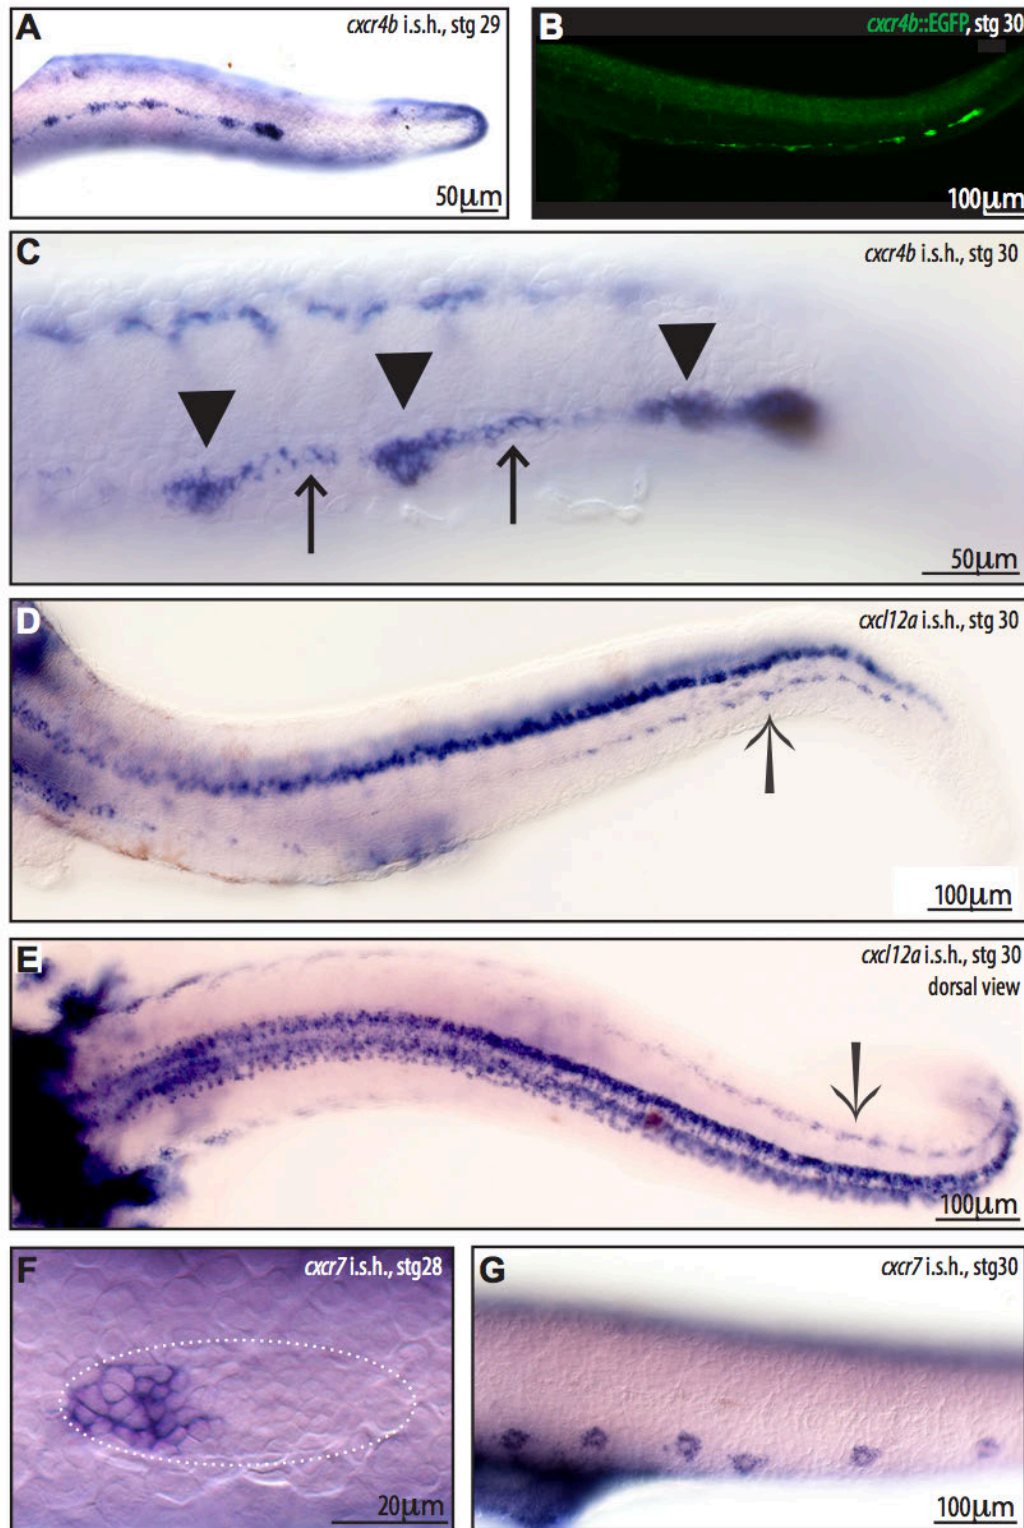 A
cxcr4b i.s.h., stg 29
50µm
B
cxcr4b::EGFP, stg 30
100µm
C
cxcr4b i.s.h., stg 30
50µm
D
cxcl12a i.s.h., stg 30
100µm
E
cxcl12a i.s.h., stg 30
dorsal view
100µm
F
cxcr7 i.s.h., stg28
20µm
G
cxcr7 i.s.h., stg30
100µm